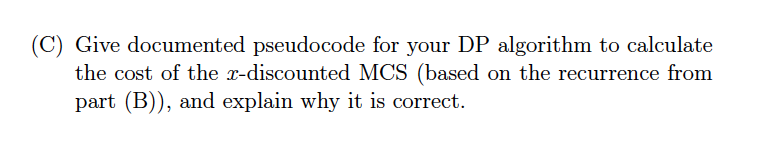 (C) Give documented pseudocode for your DP algorithm to calculate
the cost of the x-discounted MCS (based on the recurrence from
part (B)), and explain why it is correct.